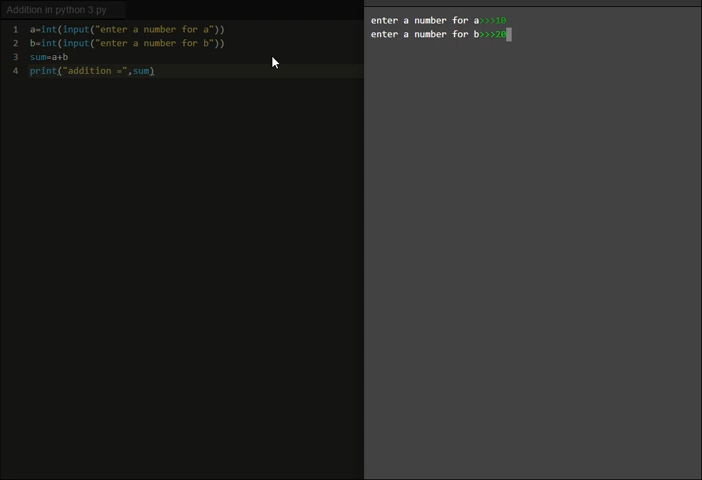 Addition in python 3.py
1 a=int(input("enter a number for a"))
2 b=int(input("enter a number for b"))
3 sum=a+b
4 print("addition =",sum)
enter a number for a>>>10
enter a number for b>>>20